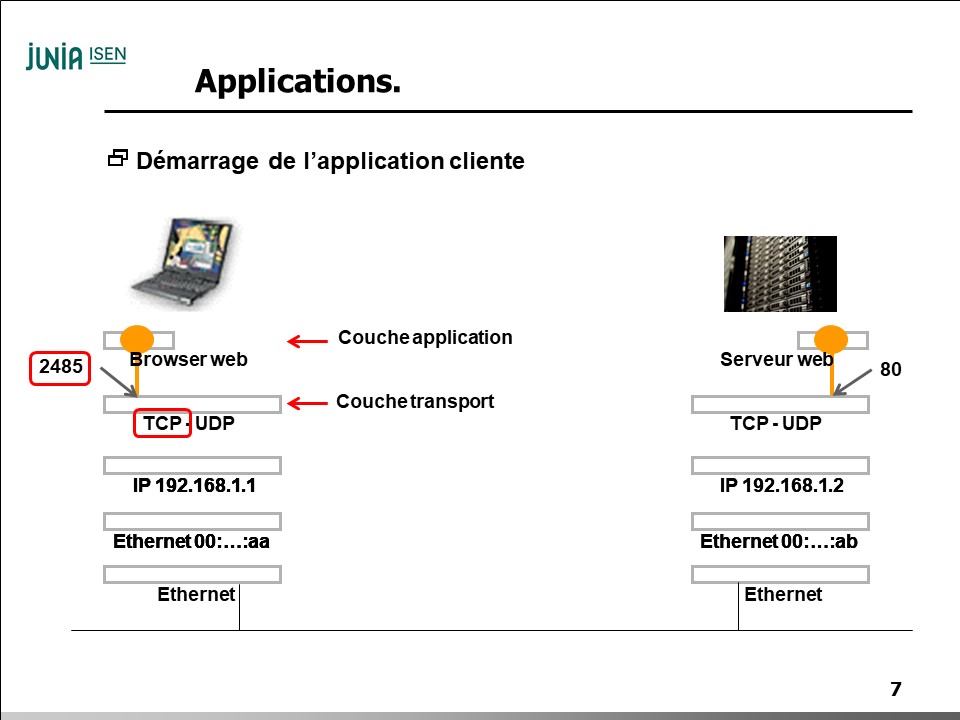 JUNIA ISEN
Applications.
Démarrage de l’application cliente
Couche application
Browser web
Serveur web
2485
80
Couche transport
TCP - UDP
TCP - UDP
IP 192.168.1.1
IP 192.168.1.2
Ethernet 00:…:aa
Ethernet 00:…:ab
Ethernet
Ethernet
7